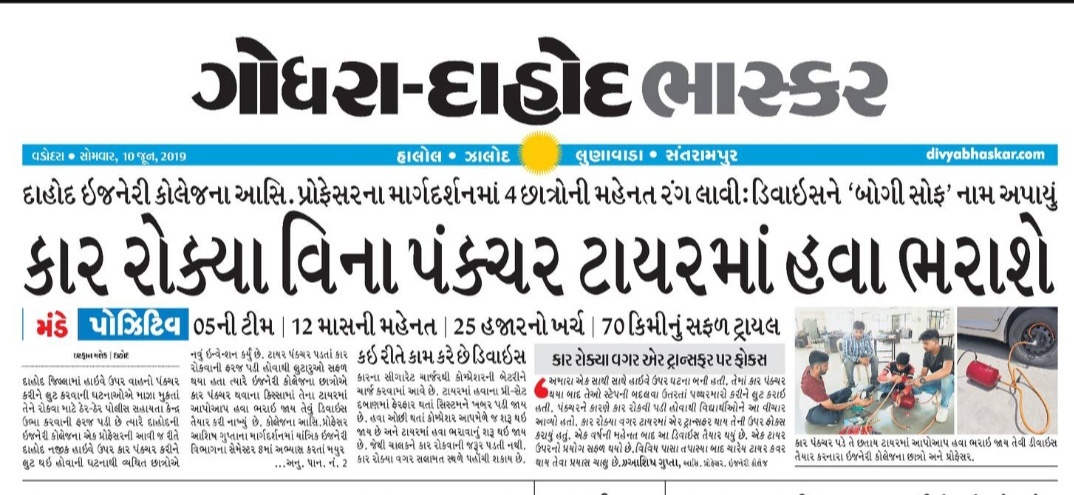 ગોધરા-દાહોદ ભાસ્કર
વડોદરા • સોમવાર, 10 જૂન, 2019
હાલોલ • ઝાલોદ
લુણાવાડા • સંતરામપુર
divyabhaskar.com
દાહોદ ઇજનેરી કોલેજના આસિ. પ્રોફેસરના માર્ગદર્શનમાં 4 છાત્રોની મહેનત રંગ લાવી: ડિવાઇસને ‘બોગી સોફ’ નામ અપાયું
કાર રોક્યા વિના પંક્ચર ટાયરમાં હવા ભરાશે
મંડે પોઝિટિવ
05ની ટીમ | 12 માસની મહેનત | 25 હજારનો ખર્ચ | 70 કિમીનું સફળ ટ્રાયલ
ઇરફાન મલેક | દાહોદ
દાહોદ જિલ્લામાં હાઇવે ઉપર વાહનો પંક્ચર
કરીને લુટ કરવાની ઘટનાઓએ માઝા મુકતાં
તેને રોકવા માટે ઠેર-ઠેર પોલીસ સહાયતા કેન્દ્ર
ઉભા કરવાની ફરજ પડી છે ત્યારે દાહોદની
ઇજનેરી કોલેજના એક પ્રોફેસરની આવી જ રીતે
દાહોદ નજીક હાઇવે ઉપર કાર પંક્ચર કરીને
લુટ થઇ હોવાની ઘટનાથી વ્યથિત છાત્રોએ
નવું ઇન્વેન્શન કર્યું છે. ટાયર પંક્ચર પડતાં કાર
રોકવાની ફરજ પડી હોવાથી લુટારુઓ સફળ
થયા હતા ત્યારે ઇજનેરી કોલેજના છાત્રોએ
કાર પંક્ચર થવાના કિસ્સામાં તેના ટાયરમાં
આપોઆપ હવા ભરાઇ જાય તેવું ડિવાઇસ
તૈયાર કરી નાખ્યું છે. કોલેજના આસિ.પ્રોફેસર
આશિષ ગુપ્તાના માર્ગદર્શનમાં યાંત્રિક ઇજનેરી
વિભાગના સેમેસ્ટર 8માં અભ્યાસ કરતાં મયુર
...અનુ. પાન. નં. 2
કઇ રીતે કામ કરે છે ડિવાઇસ
કારના સીગારેટ ચાર્જરથી કોમ્પ્રેશરની બેટરીને
ચાર્જ કરવામાં આવે છે. ટાયરમાં હવાના પ્રી-સેટ
દબાણમાં ફેરફાર થતાં સિસ્ટમને ખબર પડી જાય
છે. હવા ઓછી થતાં કોમ્પ્રેશર આપમેળે જ શરૂ થઇ
જાય છે અને ટાયરમાં હવા ભરાવાનું શરૂ થઇ જાય
છે. જેથી ચાલકને કાર રોકવાની જરૂર પડતી નથી.
કાર રોક્યા વગર સલામત સ્થળે પહોંચી શકાય છે.
કાર રોક્યા વગર એર ટ્રાન્સફર પર ફોક્સ
અમારા એક સાથી સાથે હાઇવે ઉપર ઘટના બની હતી. તેમાં કાર પંક્ચર
થયા બાદ તેઓ સ્ટેપની બદલવા ઉતરતાં પથ્થરમારો કરીને લુટ કરાઈ
હતી. પંક્ચરને કારણે કાર રોકવી પડી હોવાથી વિદ્યાર્થીઓને આ વીચાર
આવ્યો હતો. કાર રોક્યા વગર ટાયરમાં એર ટ્રાન્સફર થાય તેની ઉપર ફોક્સ
કરાયું હતું. એક વર્ષની મહેનત બાદ આ ડિવાઇસ તૈયાર થયું છે. એક ટાયર
ઉપરનો પ્રયોગ સફળ થયો છે. વિવિધ પાસા તપાસ્યા બાદ ચારેય ટાયર કવર
થાય તેવા પ્રયાસ ચાલુ છે. >>આશિષ ગુપ્તા, આસિ. પ્રોફેસર. ઇજનેરી કોલેજ
કાર પંક્ચર પડે તે છતાય ટાયરમાં આપોઆપ હવા ભરાઇ જાય તેવી ડીવાઇસ
તૈયાર કરનારા ઇજનેરી કોલેજના છાત્રો અને પ્રોફેસર.